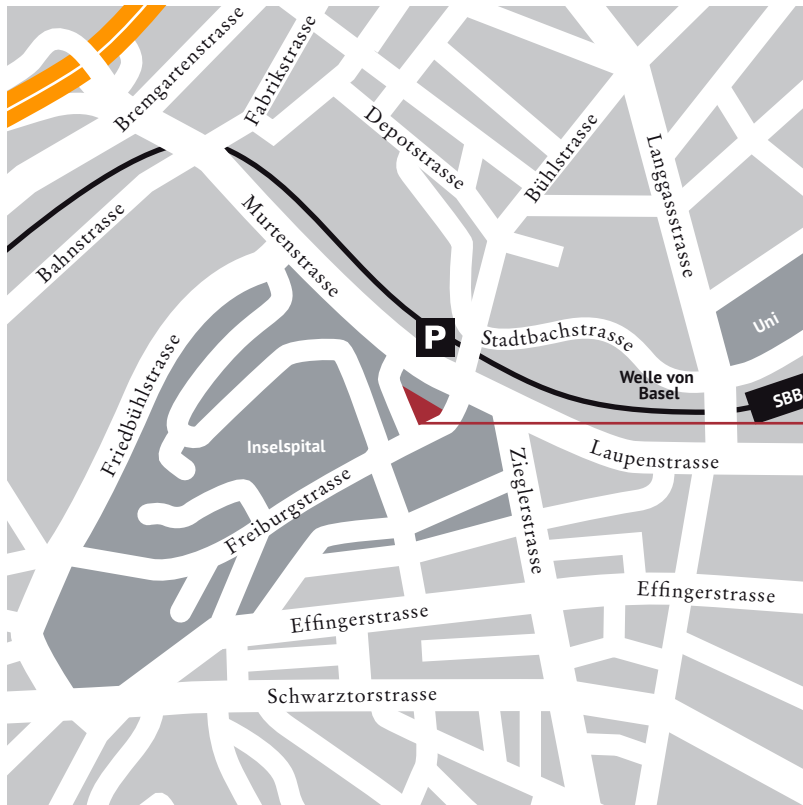 Bremgartenstrasse
Fabrikstrasse
Depotstrasse
Bühlstrasse
Langgassstrasse
Bahnstrasse
Murtenstrasse
Uni
P
Stadtbachstrasse
Friedbühlstrasse
Welle von
Basel
SBB
Inselspital
Laupenstrasse
Zieglerstrasse
Freiburgstrasse
Effingerstrasse
Effingerstrasse
Schwarztorstrasse